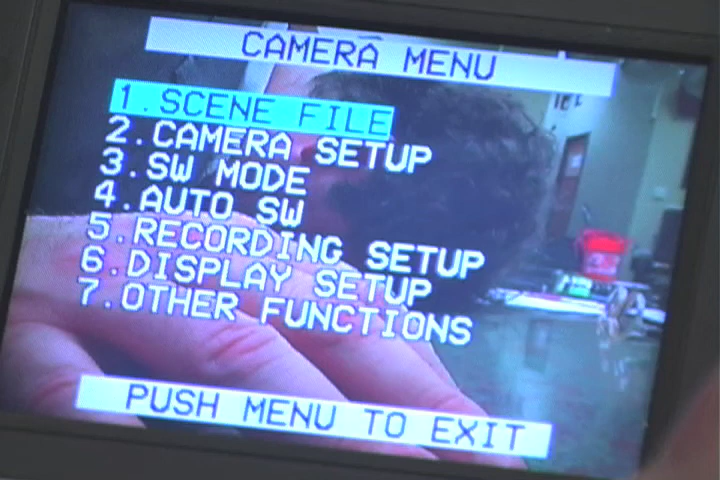 CAMERA MENU
1.SCENE FILE
2.CAMERA SETUP
3.SW MODE
4.AUTO SW
5.RECORDING SETUP
6.DISPLAY SETUP
7.OTHER FUNCTIONS
PUSH MENU TO EXIT